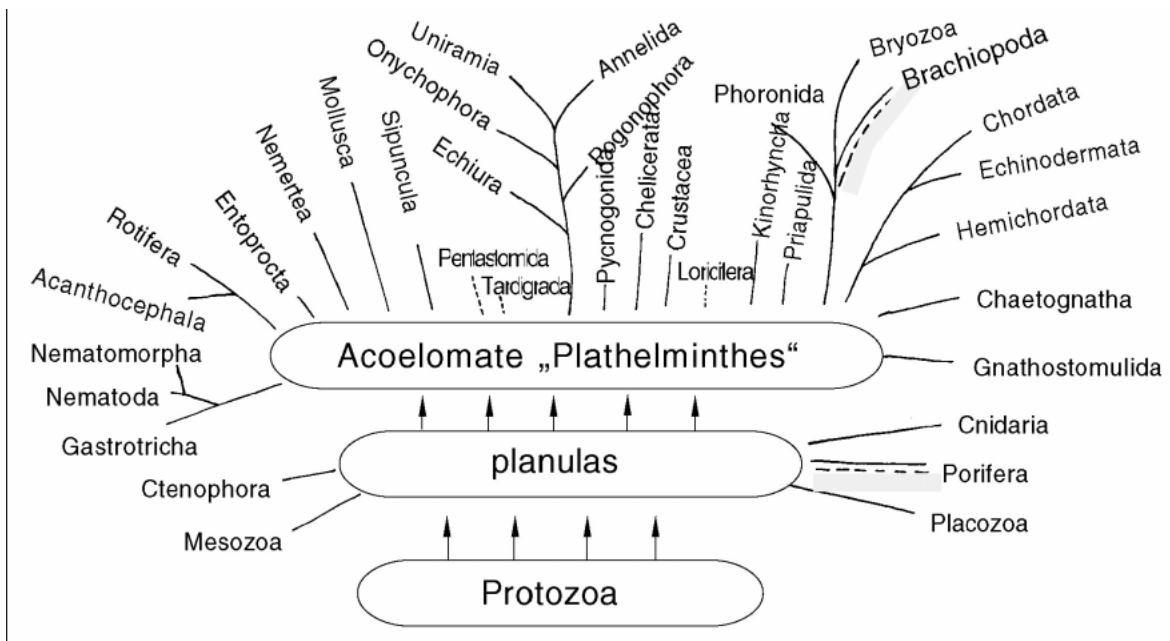 Uniramia
Annelida
Onychophora
Pogonophora
Echiura
Mollusca
Sipuncula
Nemertea
Entoprocta
Rotifera
Acanthocephala
Nematomorpha
Nematoda
Gastrotricha
Pentastomida
Tardigrada
Pycnogonida
Chelicerata
Crustacea
Loricifera
Kinorhyncha
Priapulida
Phoronida
Bryozoa
Brachiopoda
Chordata
Echinodermata
Hemichordata
Chaetognatha
Gnathostomulida
Acoelomate „Plathelminthes“
planulas
Ctenophora
Mesozoa
Cnidaria
Porifera
Placozoa
Protozoa